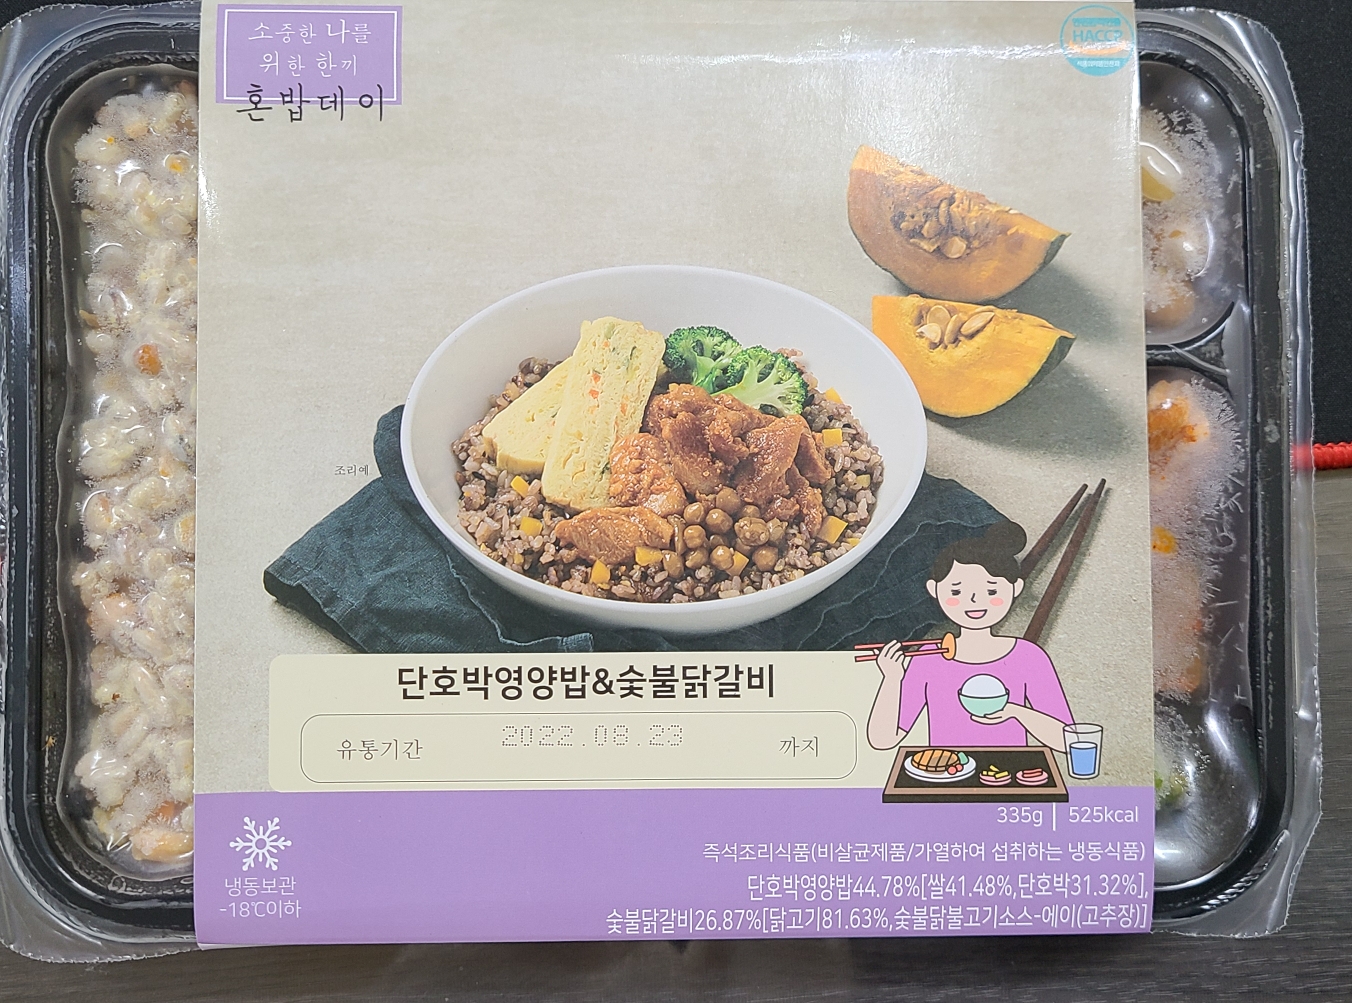 소중한 나를
위한 한끼
혼밥데이
HACCP
조리예
단호박영양밥&숯불닭갈비
유통기간 2022.08.23 까지
335g | 525kcal
즉석조리식품(비살균제품/가열하여 섭취하는 냉동식품)
냉동보관
-18℃이하
단호박영양밥44.78%[쌀41.48%,단호박31.32%],
숯불닭갈비26.87%[닭고기81.63%,숯불닭불고기소스-에이(고추장)]